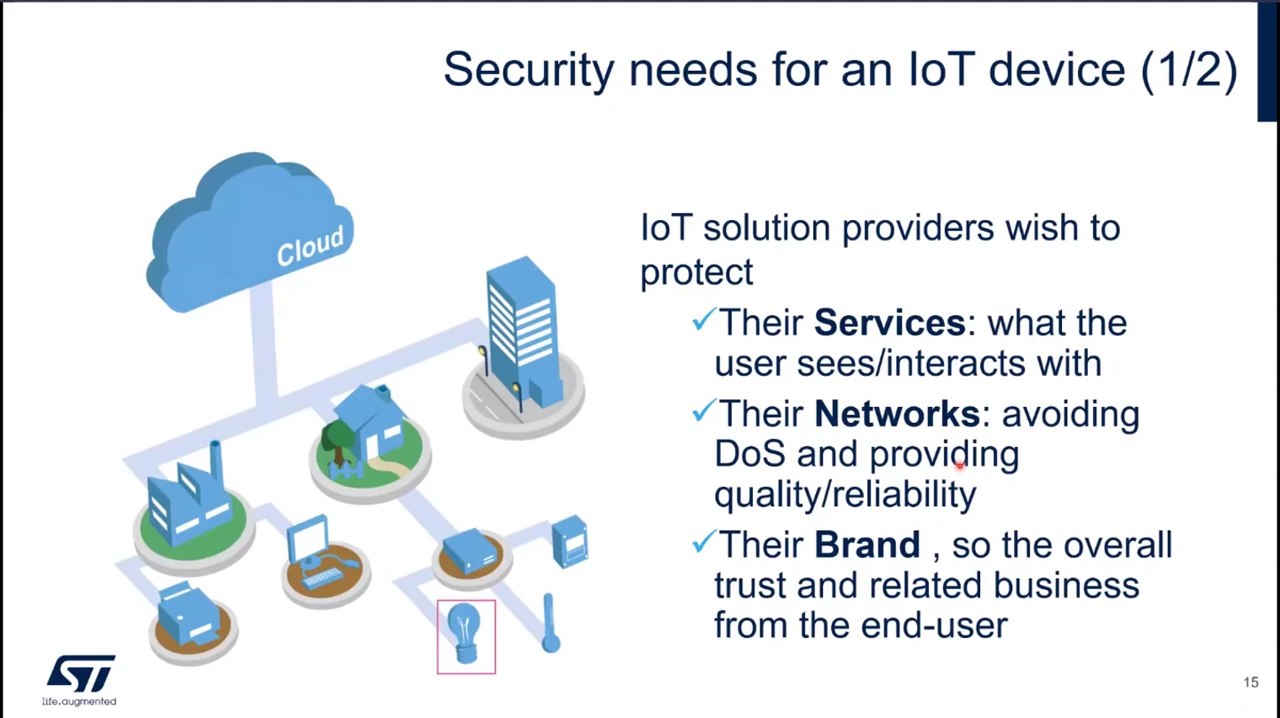 Security needs for an IoT device (1/2)
Cloud
IoT solution providers wish to
protect
✓Their Services: what the
user sees/interacts with
✓Their Networks: avoiding
DoS and providing
quality/reliability
✓Their Brand , so the overall
trust and related business
from the end-user
ST
life.augmented
15